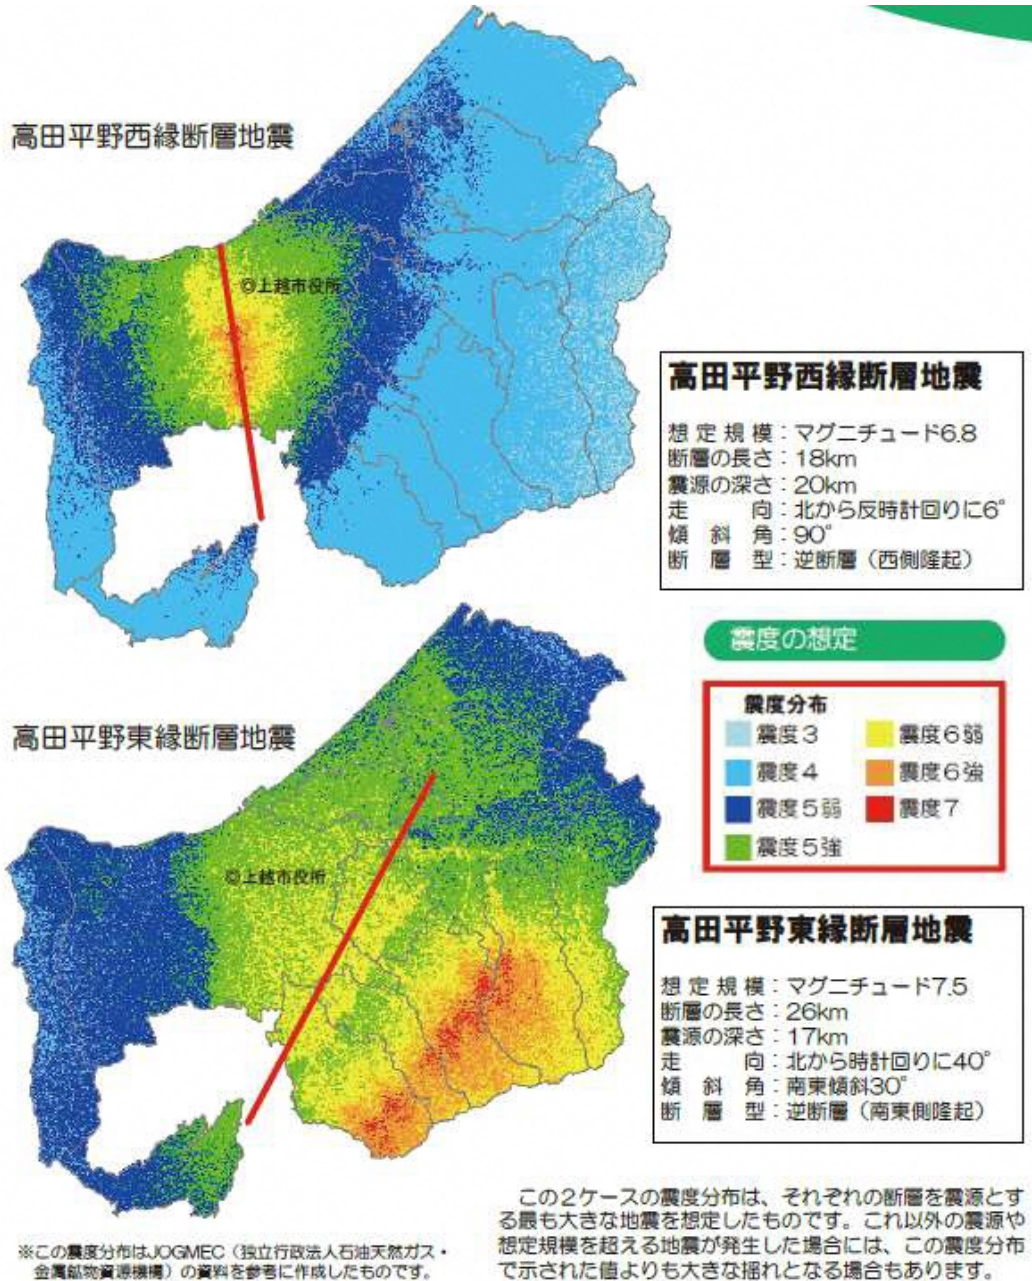 高田平野西縁断層地震
◎上越市役所
高田平野西縁断層地震
想定規模：マグニチュード6.8
断層の長さ：18km
震源の深さ：20km
走向：北から反時計回りに6°
傾斜角：90°
断層型：逆断層（西側隆起）
震度の想定
震度分布
震度3
震度4
震度5弱
震度5強
震度6弱
震度6強
震度7
高田平野東縁断層地震
◎上越市役所
高田平野東縁断層地震
想定規模：マグニチュード7.5
断層の長さ：26km
震源の深さ：17km
走向：北から時計回りに40°
傾斜角：南東傾斜30°
断層型：逆断層（南東側隆起）
この2ケースの震度分布は、それぞれの断層を震源とす
る最も大きな地震を想定したものです。これ以外の震源や
想定規模を超える地震が発生した場合には、この震度分布
で示された値よりも大きな揺れとなる場合もあります。
※この震度分布はJOGMEC（独立行政法人石油天然ガス・
金属鉱物資源機構）の資料を参考に作成したものです。